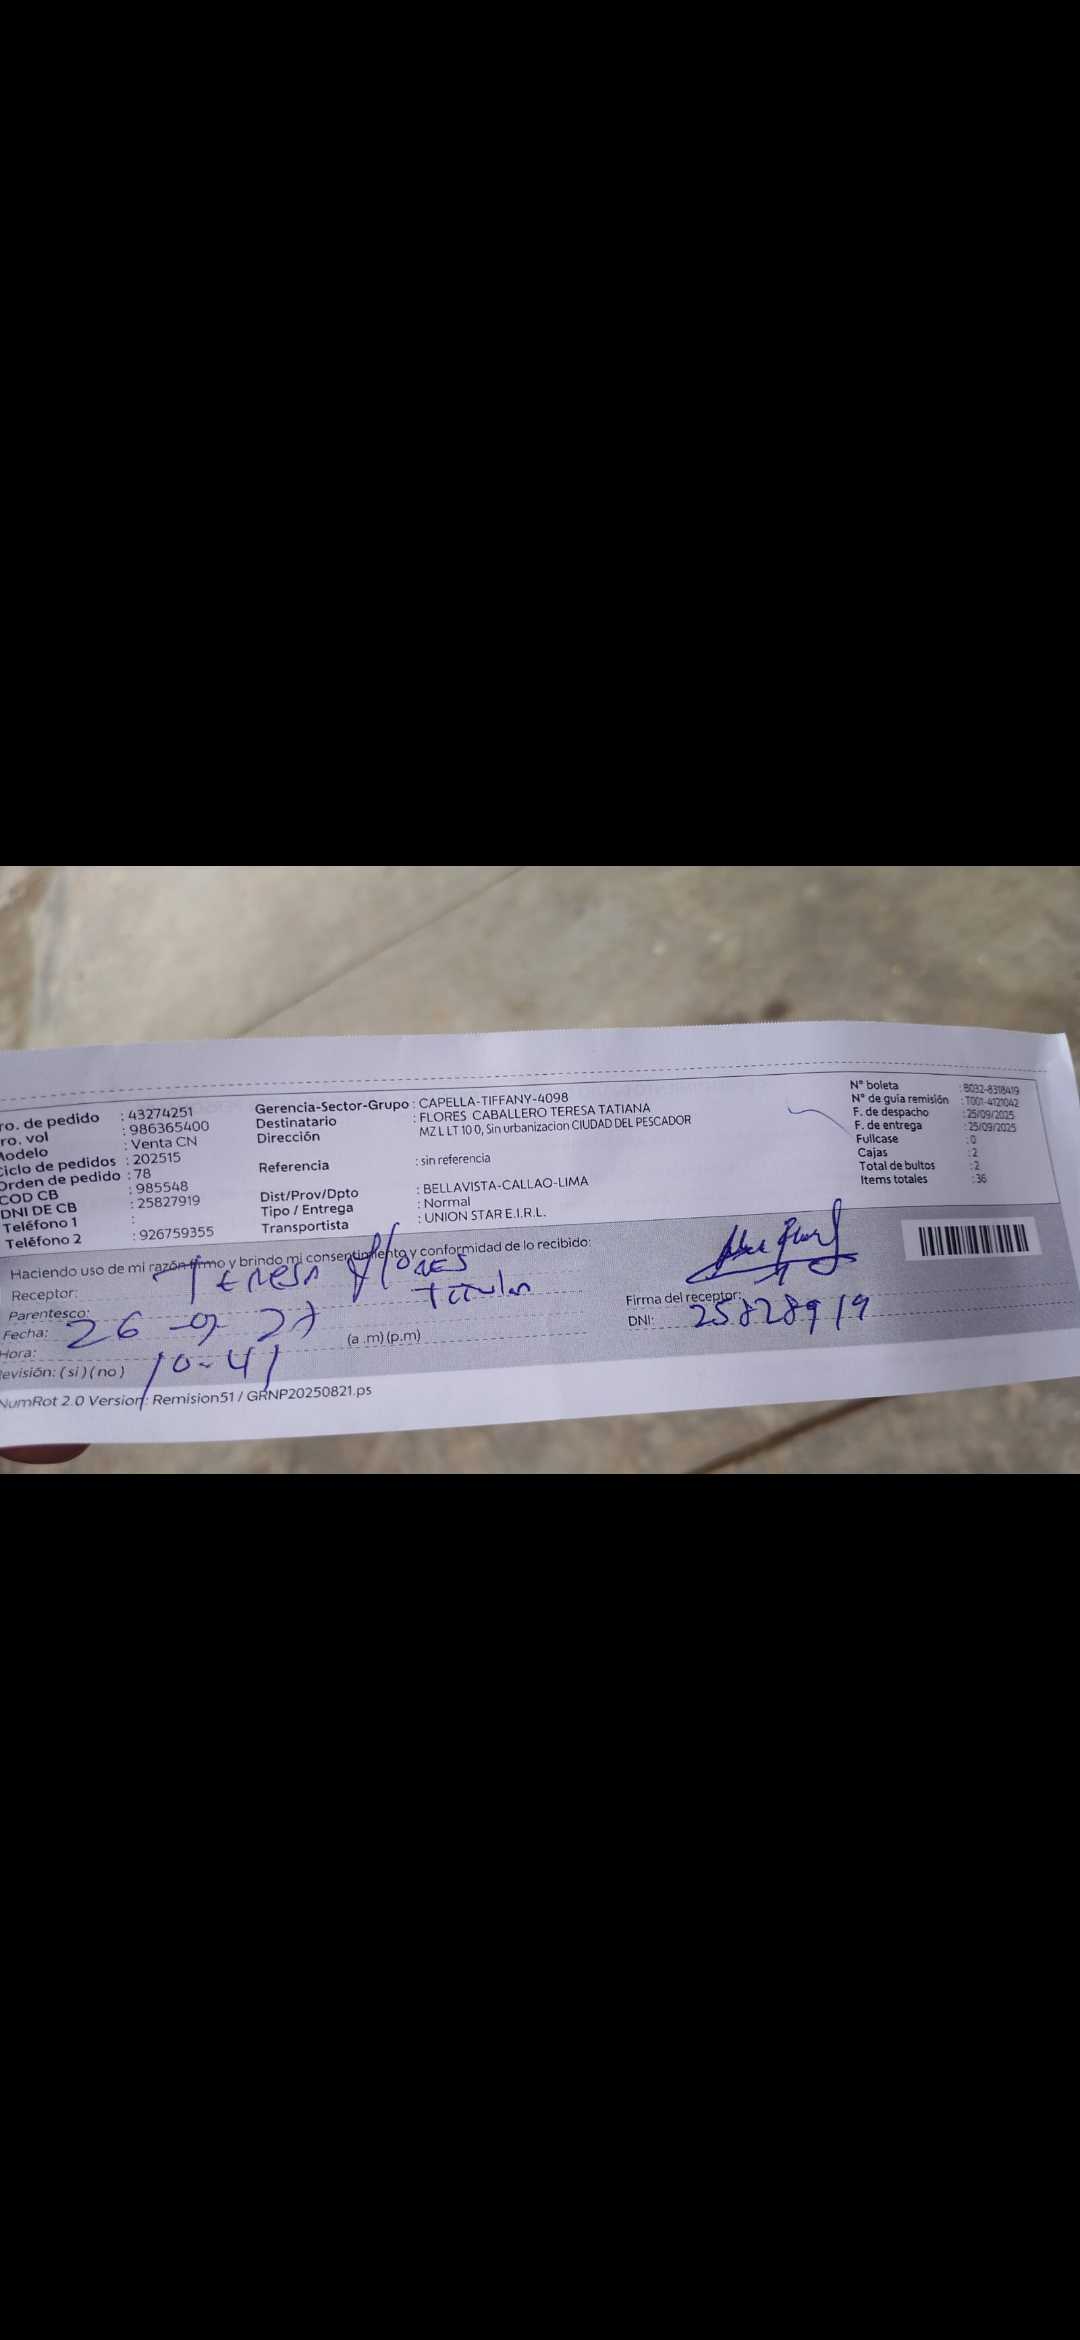 ro. de pedido : 43274251
ro. vol : 986365400
Modelo : Venta CN
Ciclo de pedidos : 202515
Orden de pedido : 78
COD CB : 985548
DNI DE CB : 25827919
Teléfono 1 :
Teléfono 2 : 926759355
Gerencia-Sector-Grupo : CAPELLA-TIFFANY-4098
Destinatario : FLORES CABALLERO TERESA TATIANA
Dirección MZ L LT 10 0, Sin urbanizacion CIUDAD DEL PESCADOR
Referencia : sin referencia
Dist/Prov/Dpto : BELLAVISTA-CALLAO-LIMA
Tipo / Entrega : Normal
Transportista : UNION STAR E.I.R.L.
N° boleta : B032-8318419
N° de guía remisión : T001-4121042
F. de despacho : 25/09/2025
F. de entrega : 25/09/2025
Fullcase : 0
Cajas : 2
Total de bultos : 2
Items totales : 36
Haciendo uso de mi razón firmo y brindo mi consentimiento y conformidad de lo recibido:
Receptor: Teresa Flores
Parentesco: Titular
Fecha: 26
Hora: 10-41 (a .m) (p.m)
evisión: ( si ) ( no )
Firma del receptor:
DNI: 25828919
NumRot 2.0 Version: Remision51 / GRNP20250821.ps